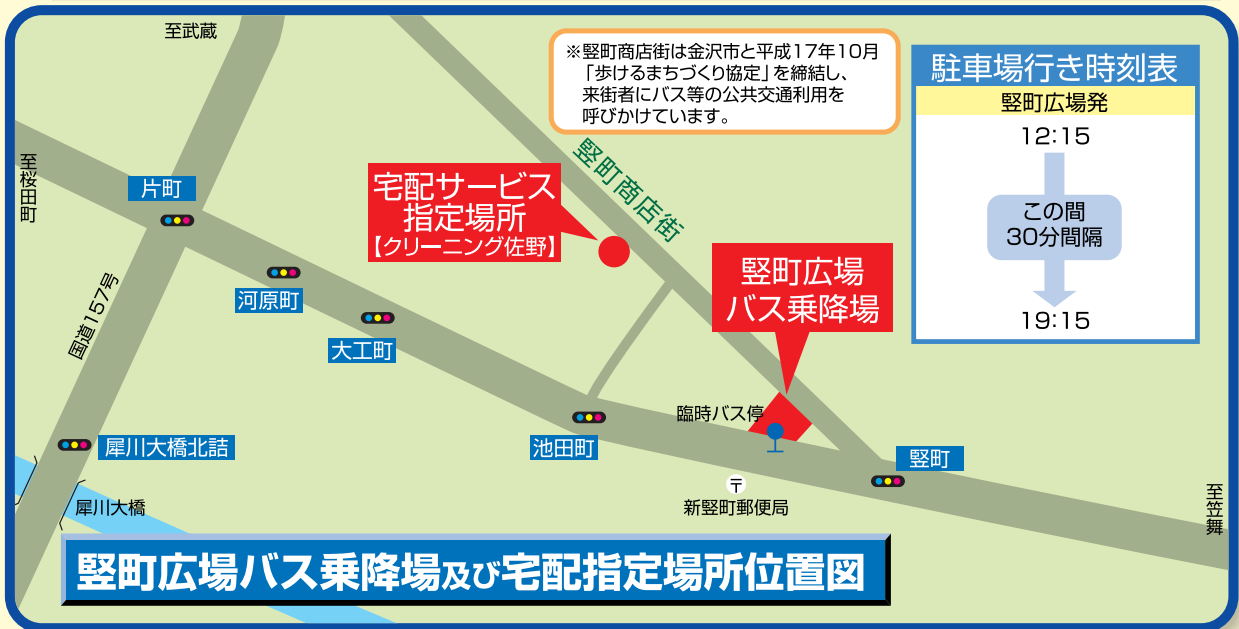 至武蔵
※竪町商店街は金沢市と平成17年10月
「歩けるまちづくり協定」を締結し、
来街者にバス等の公共交通利用を
呼びかけています。
駐車場行き時刻表
竪町広場発
12:15
この間
30分間隔
19:15
至桜田町
片町
宅配サービス
指定場所
【クリーニング佐野】
竪町商店街
竪町広場
バス乗降場
国道157号
河原町
大工町
臨時バス停
池田町
竪町
犀川大橋北詰
犀川大橋
〒
新竪町郵便局
至笠舞
竪町広場バス乗降場及び宅配指定場所位置図